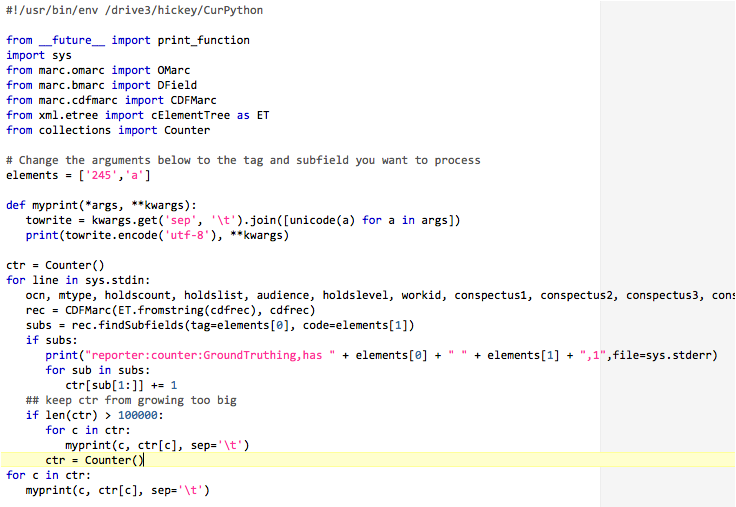 #!/usr/bin/env /drive3/hickey/CurPython

from __future__ import print_function
import sys
from marc.omarc import OMarc
from marc.bmarc import DField
from marc.cdfmarc import CDFMarc
from xml.etree import cElementTree as ET
from collections import Counter

# Change the arguments below to the tag and subfield you want to process
elements = ['245','a']

def myprint(*args, **kwargs):
   towrite = kwargs.get('sep', '\t').join([unicode(a) for a in args])
   print(towrite.encode('utf-8'), **kwargs)

ctr = Counter()
for line in sys.stdin:
   ocn, mtype, holdscount, holdslist, audience, holdslevel, workid, conspectus1, conspectus2, conspectus3, cons
   rec = CDFMarc(ET.fromstring(cdfrec), cdfrec)
   subs = rec.findSubfields(tag=elements[0], code=elements[1])
   if subs:
      print("reporter:counter:GroundTruthing,has " + elements[0] + " " + elements[1] + ",1",file=sys.stderr)
      for sub in subs:
         ctr[sub[1:]] += 1
   ## keep ctr from growing too big
   if len(ctr) > 100000:
      for c in ctr:
         myprint(c, ctr[c], sep='\t')
      ctr = Counter()
for c in ctr:
   myprint(c, ctr[c], sep='\t')